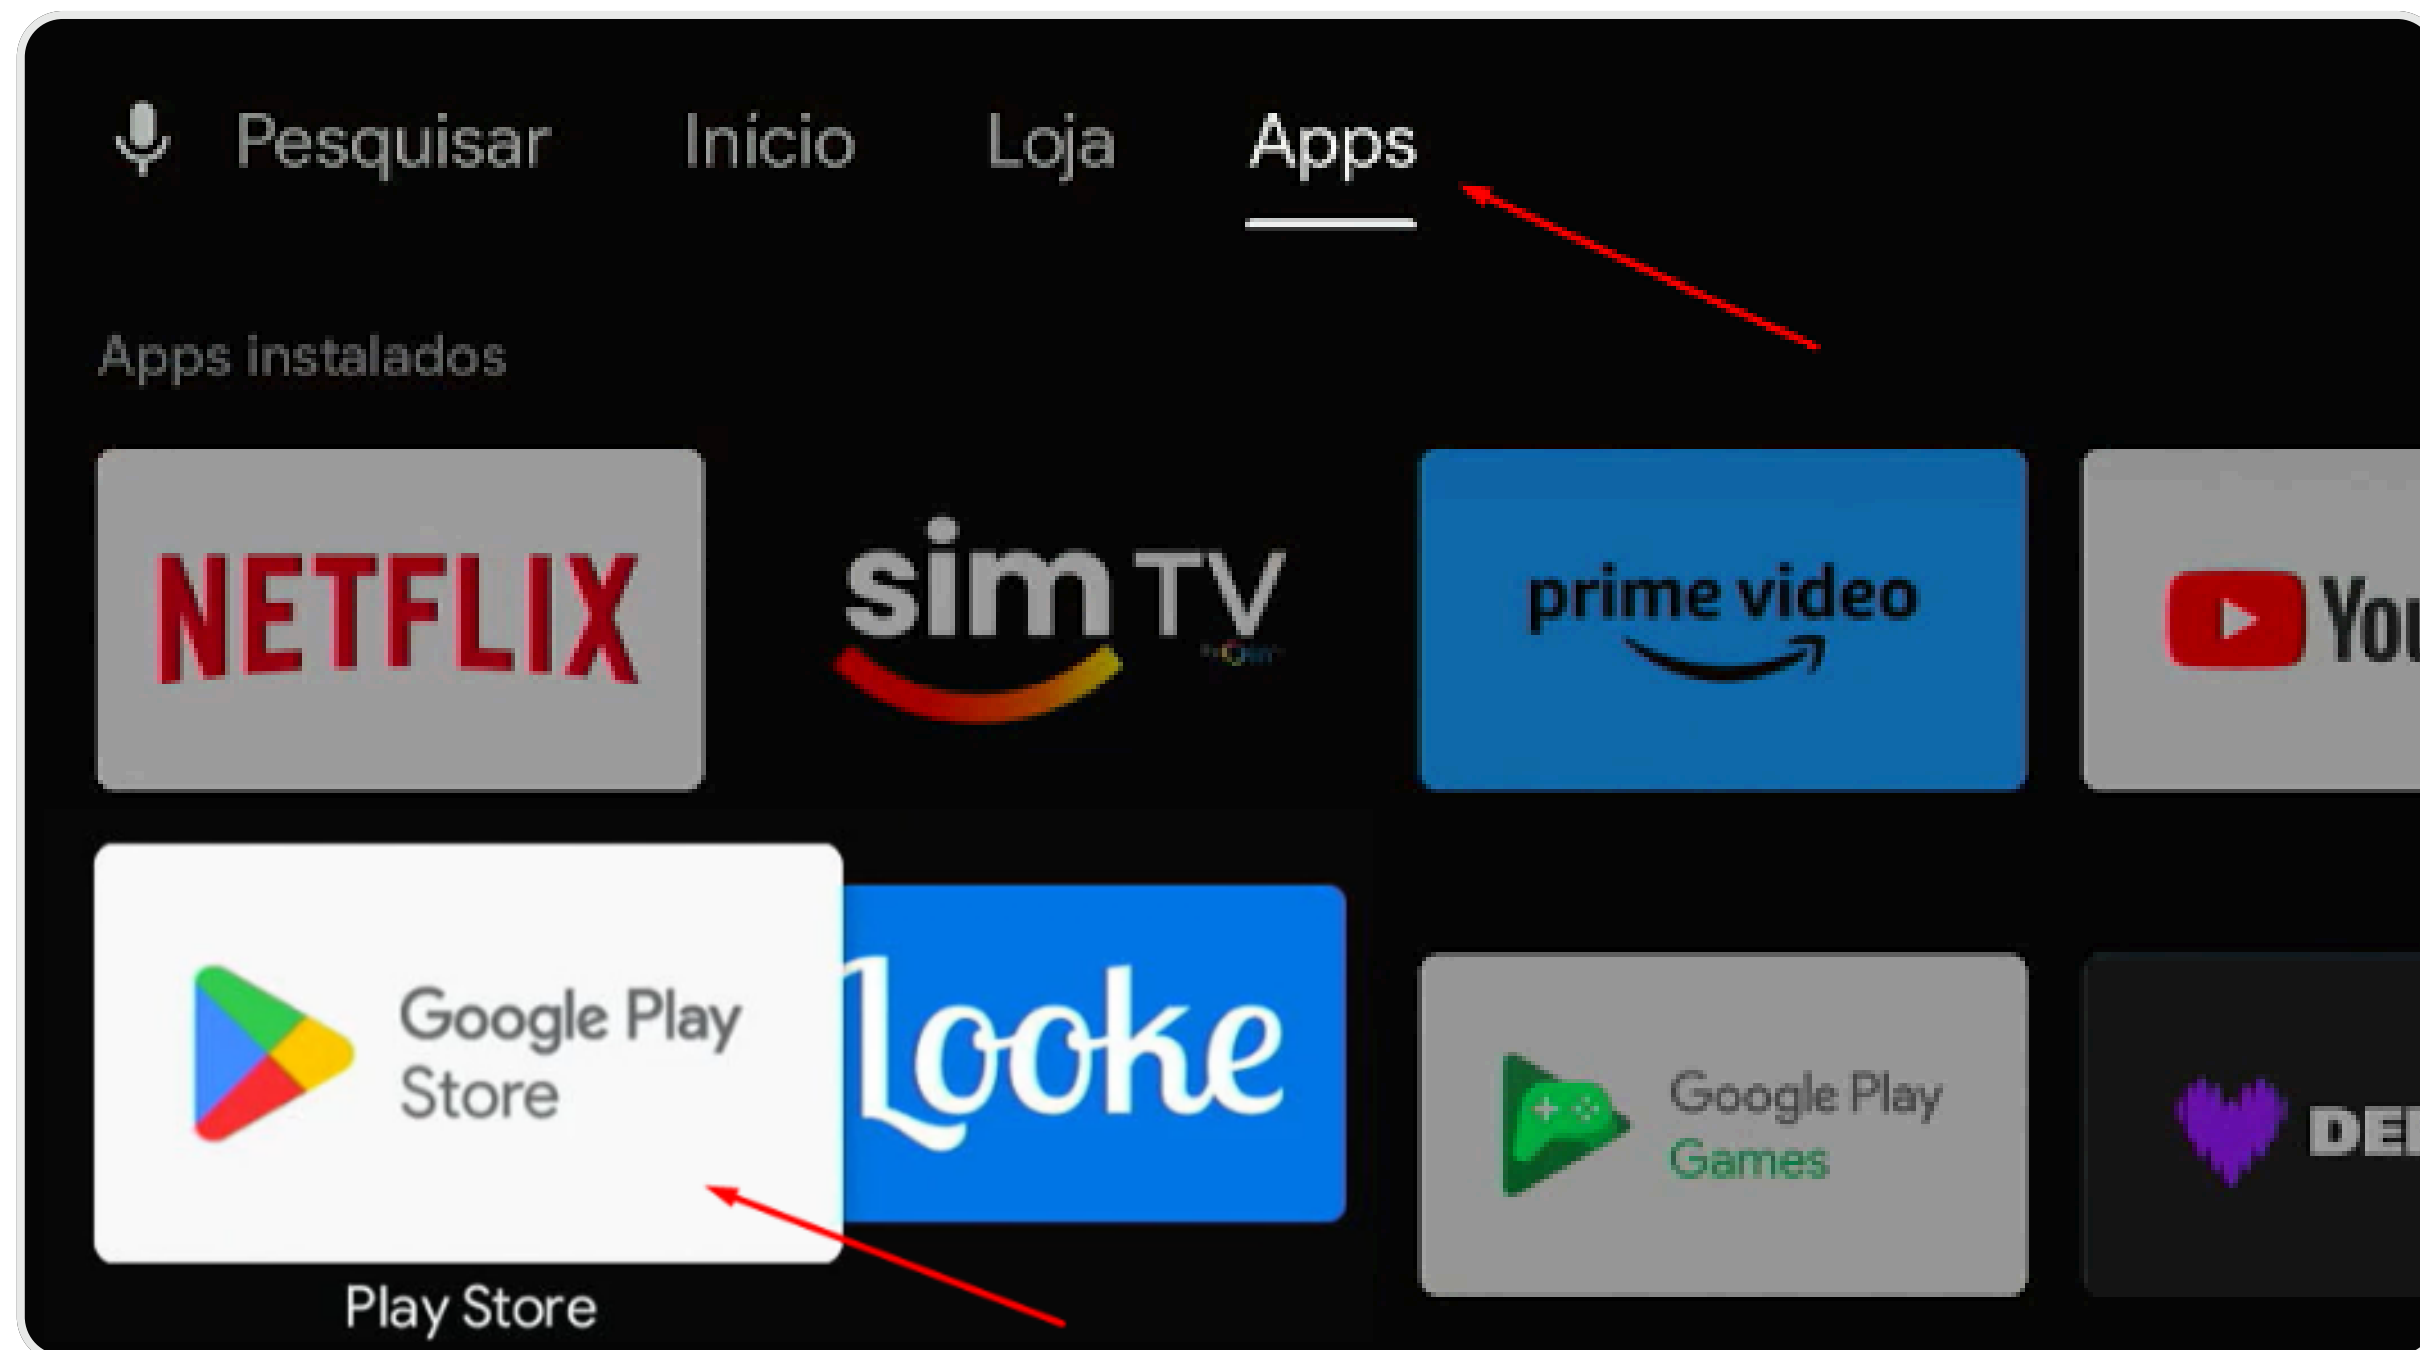 Pesquisar Início Loja Apps
Apps instalados
NETFLIX
sim TV
prime video
You
Google Play
Store
Looke
Google Play
Games
Play Store